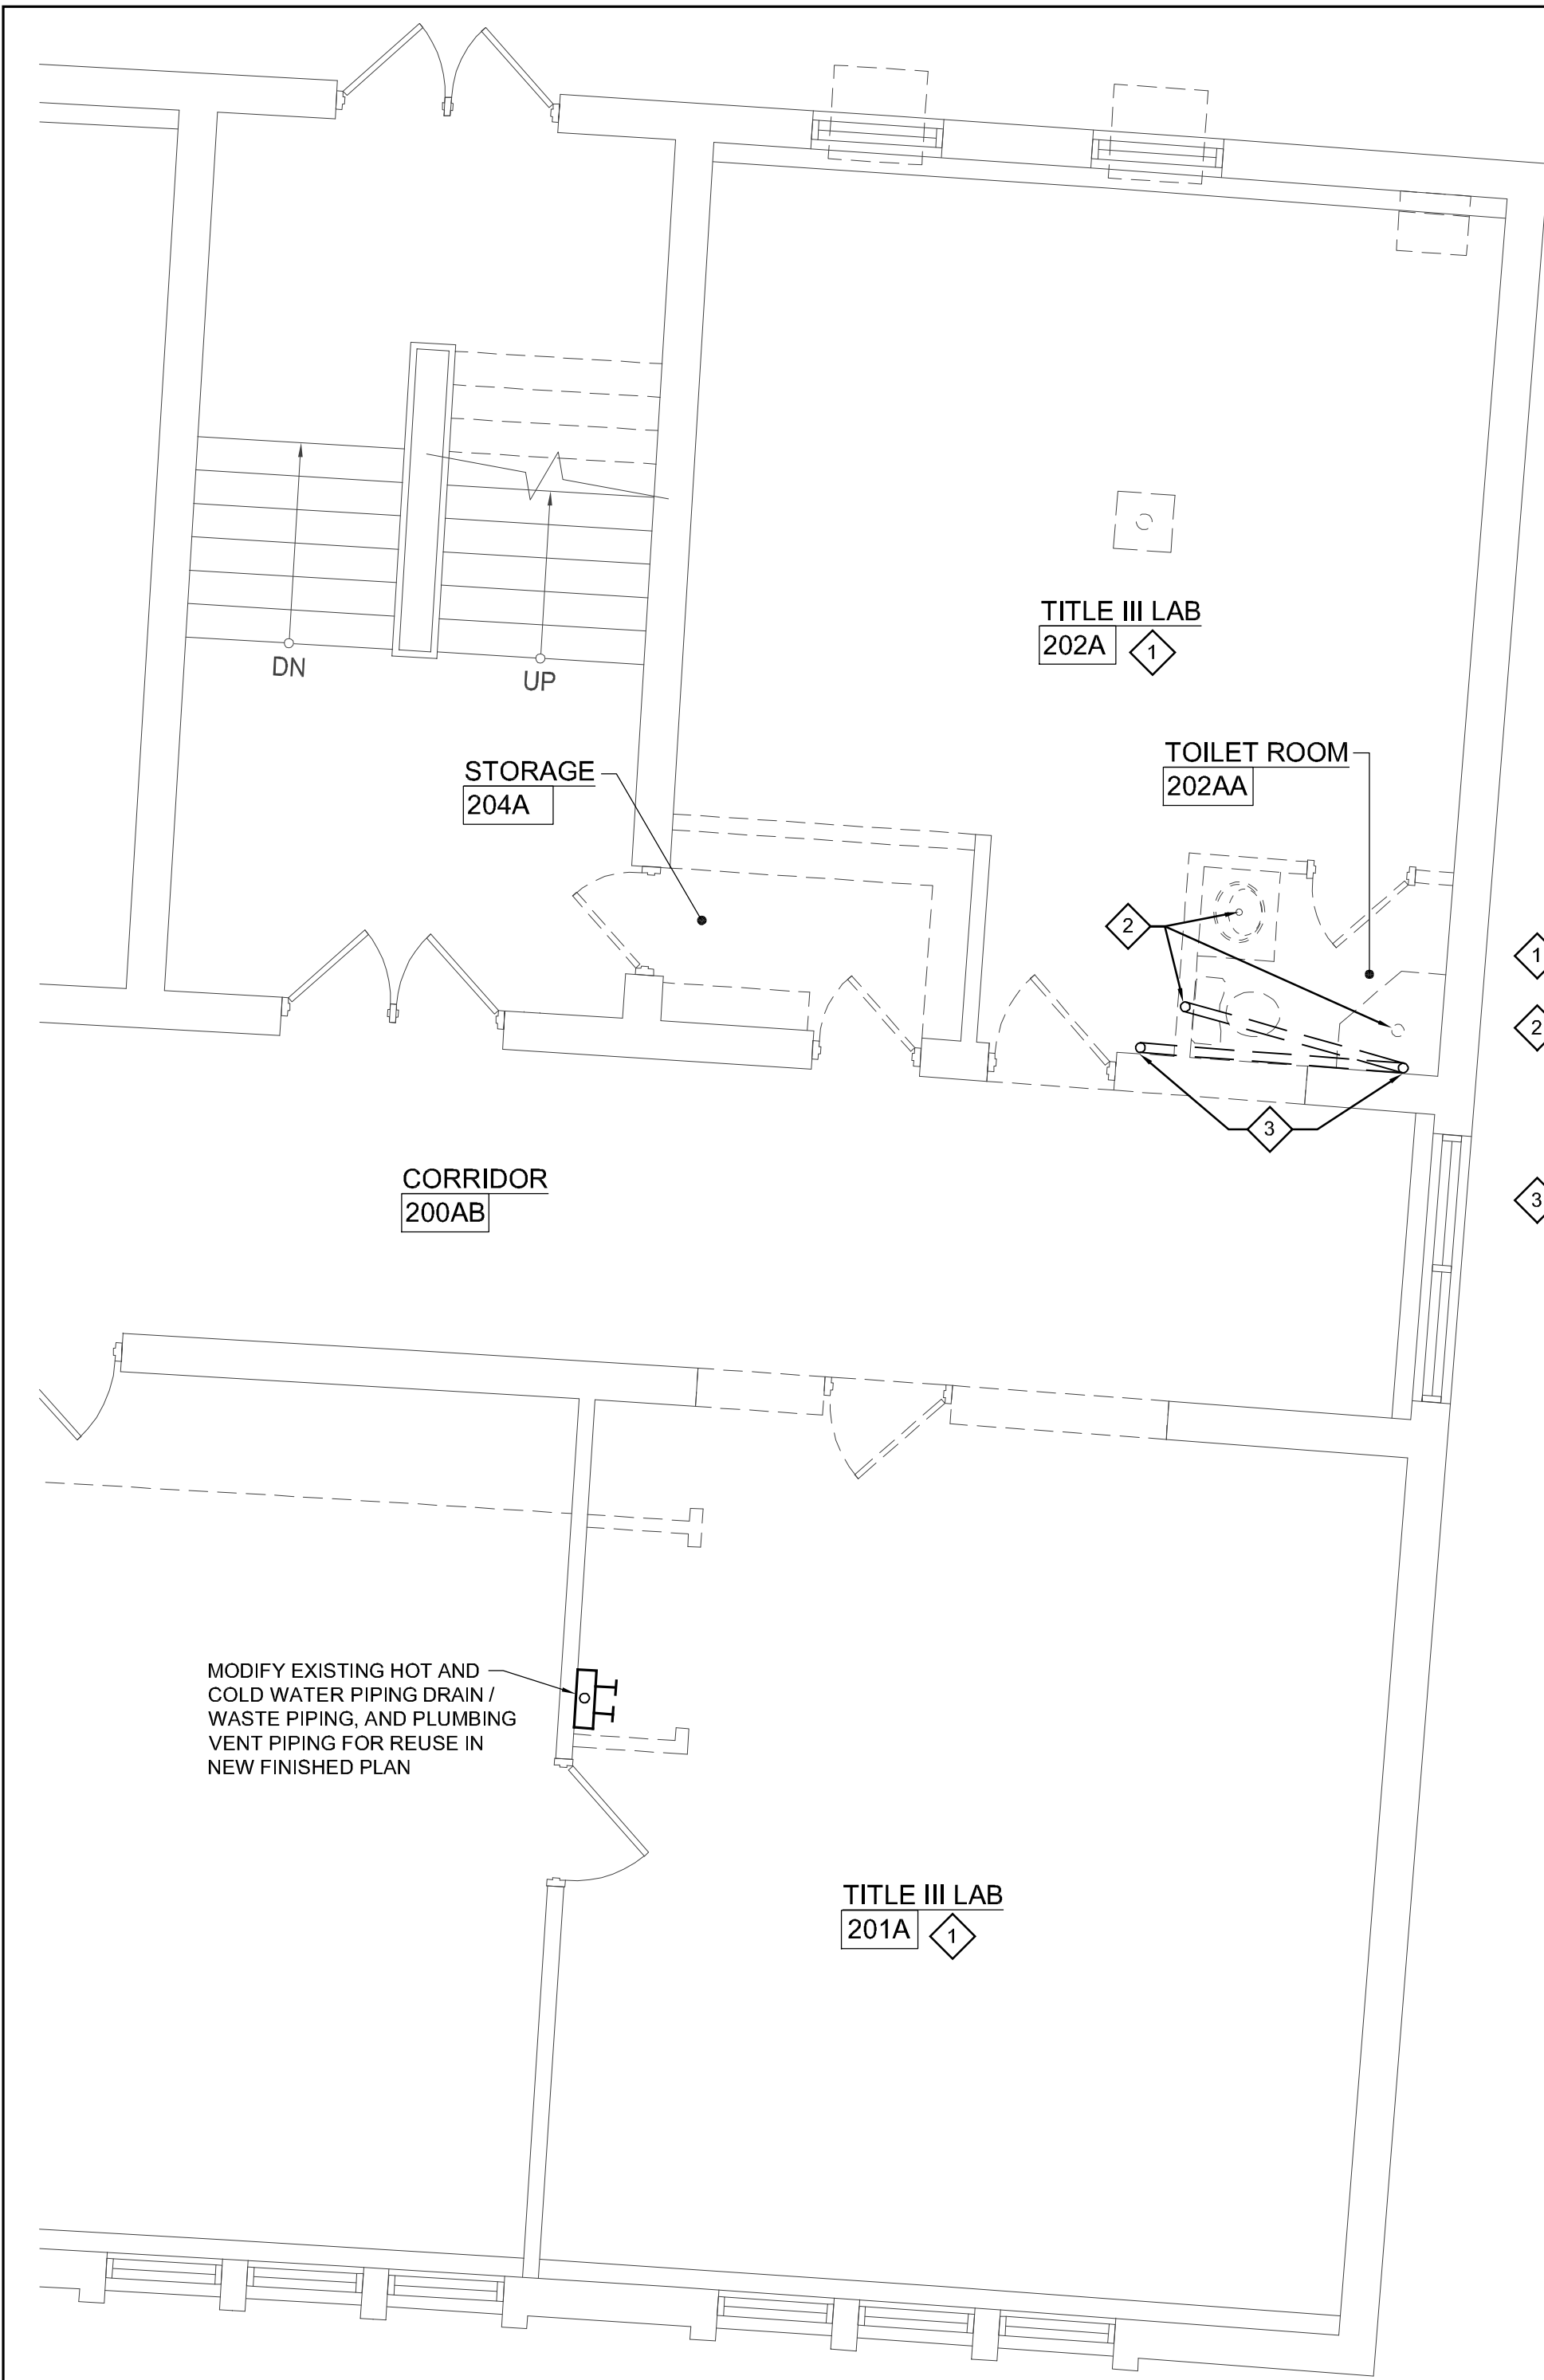 DN
UP
TITLE III LAB
202A
1
STORAGE
204A
TOILET ROOM
202AA
2
1
2
3
CORRIDOR
200AB
3
MODIFY EXISTING HOT AND
COLD WATER PIPING DRAIN /
WASTE PIPING, AND PLUMBING
VENT PIPING FOR REUSE IN
NEW FINISHED PLAN
TITLE III LAB
201A
1